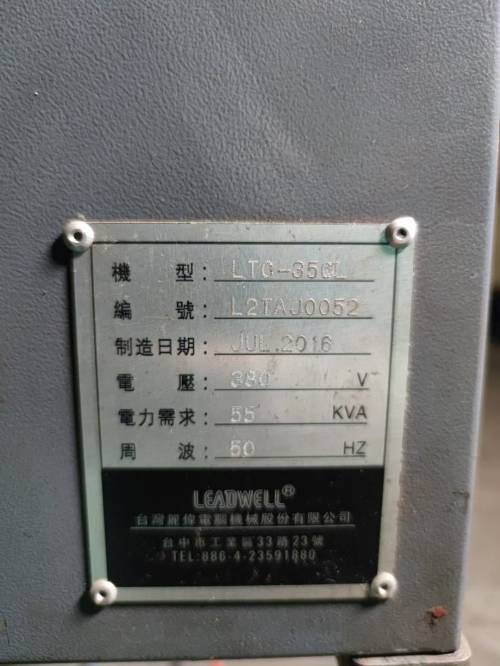 機 型: LTG-35CL
編 號: L2TAJ0052
制造日期: JUL.2016
電 壓: 380 V
電力需求: 55 KVA
周 波: 50 HZ
LEADWELL®
台灣麗偉電腦機械股份有限公司
台中市工業區33路23號
TEL:886-4-23591880